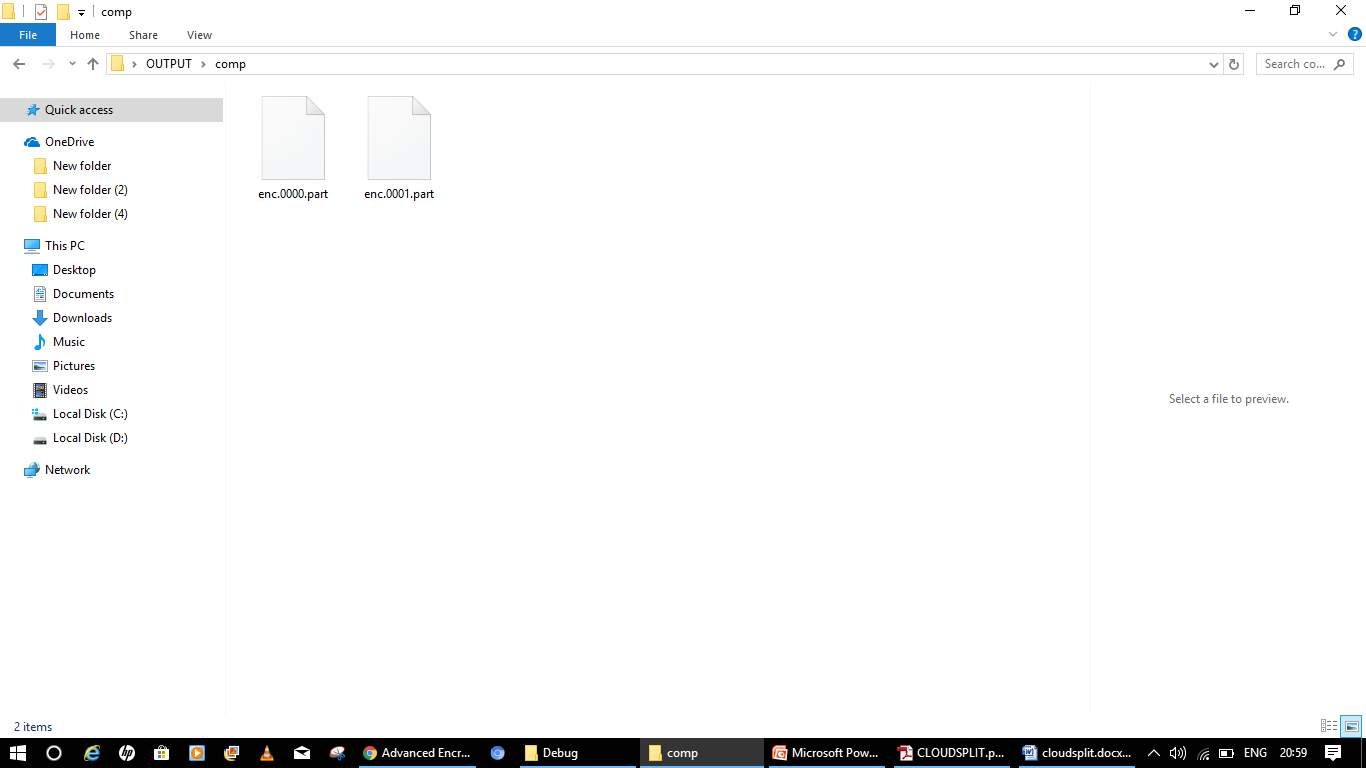 comp
File Home Share View
OUTPUT comp
Search co...
Quick access
OneDrive
New folder
New folder (2)
New folder (4)
This PC
Desktop
Documents
Downloads
Music
Pictures
Videos
Local Disk (C:)
Local Disk (D:)
Network
enc.0000.part enc.0001.part
Select a file to preview.
2 items
hp Advanced Encr... Debug comp Microsoft Pow... CLOUDSPLIT.p... cloudsplit.docx... ENG 20:59